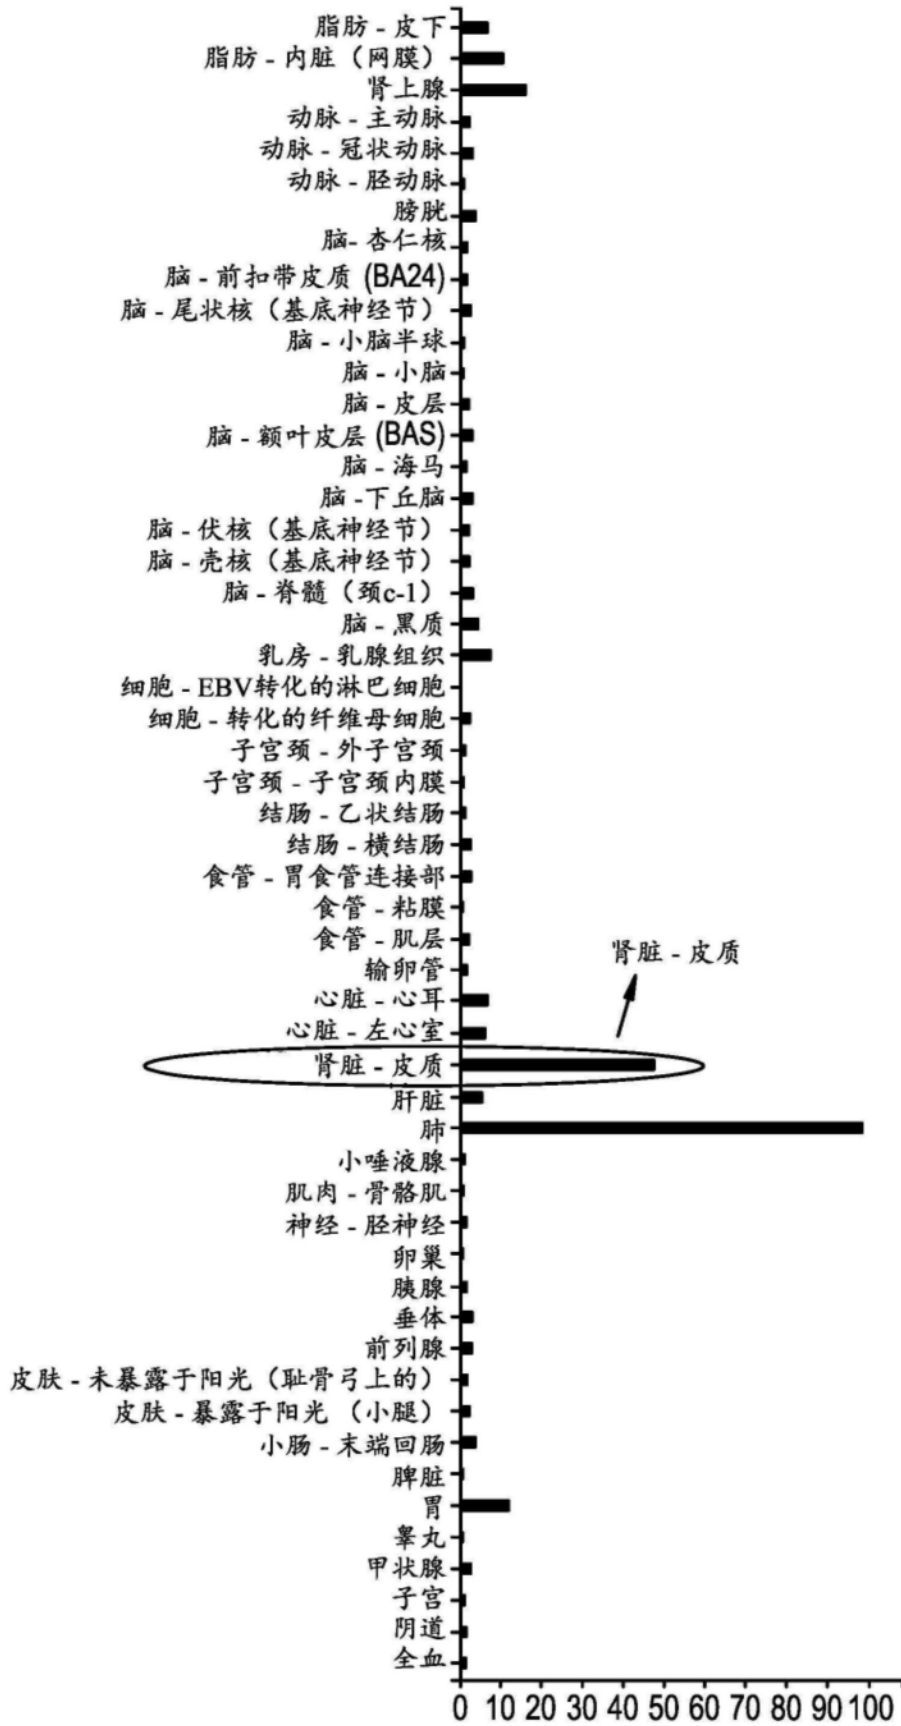 脂肪 - 皮下
脂肪 - 内脏（网膜）
肾上腺
动脉 - 主动脉
动脉 - 冠状动脉
动脉 - 胫动脉
膀胱
脑- 杏仁核
脑 - 前扣带皮质 (BA24)
脑 - 尾状核（基底神经节）
脑 - 小脑半球
脑 - 小脑
脑 - 皮层
脑 - 额叶皮层 (BAS)
脑 - 海马
脑 -下丘脑
脑 - 伏核（基底神经节）
脑 - 壳核（基底神经节）
脑 - 脊髓（颈c-1）
脑 - 黑质
乳房 - 乳腺组织
细胞 - EBV转化的淋巴细胞
细胞 - 转化的纤维母细胞
子宫颈 - 外子宫颈
子宫颈 - 子宫颈内膜
结肠 - 乙状结肠
结肠 - 横结肠
食管 - 胃食管连接部
食管 - 粘膜
食管 - 肌层
肾脏 - 皮质
输卵管
心脏 - 心耳
心脏 - 左心室
肾脏 - 皮质
肝脏
肺
小唾液腺
肌肉 - 骨骼肌
神经 - 胫神经
卵巢
胰腺
垂体
前列腺
皮肤 - 未暴露于阳光（耻骨弓上的）
皮肤 - 暴露于阳光 （小腿）
小肠 - 末端回肠
脾脏
胃
睾丸
甲状腺
子宫
阴道
全血
0 10 20 30 40 50 60 70 80 90 100